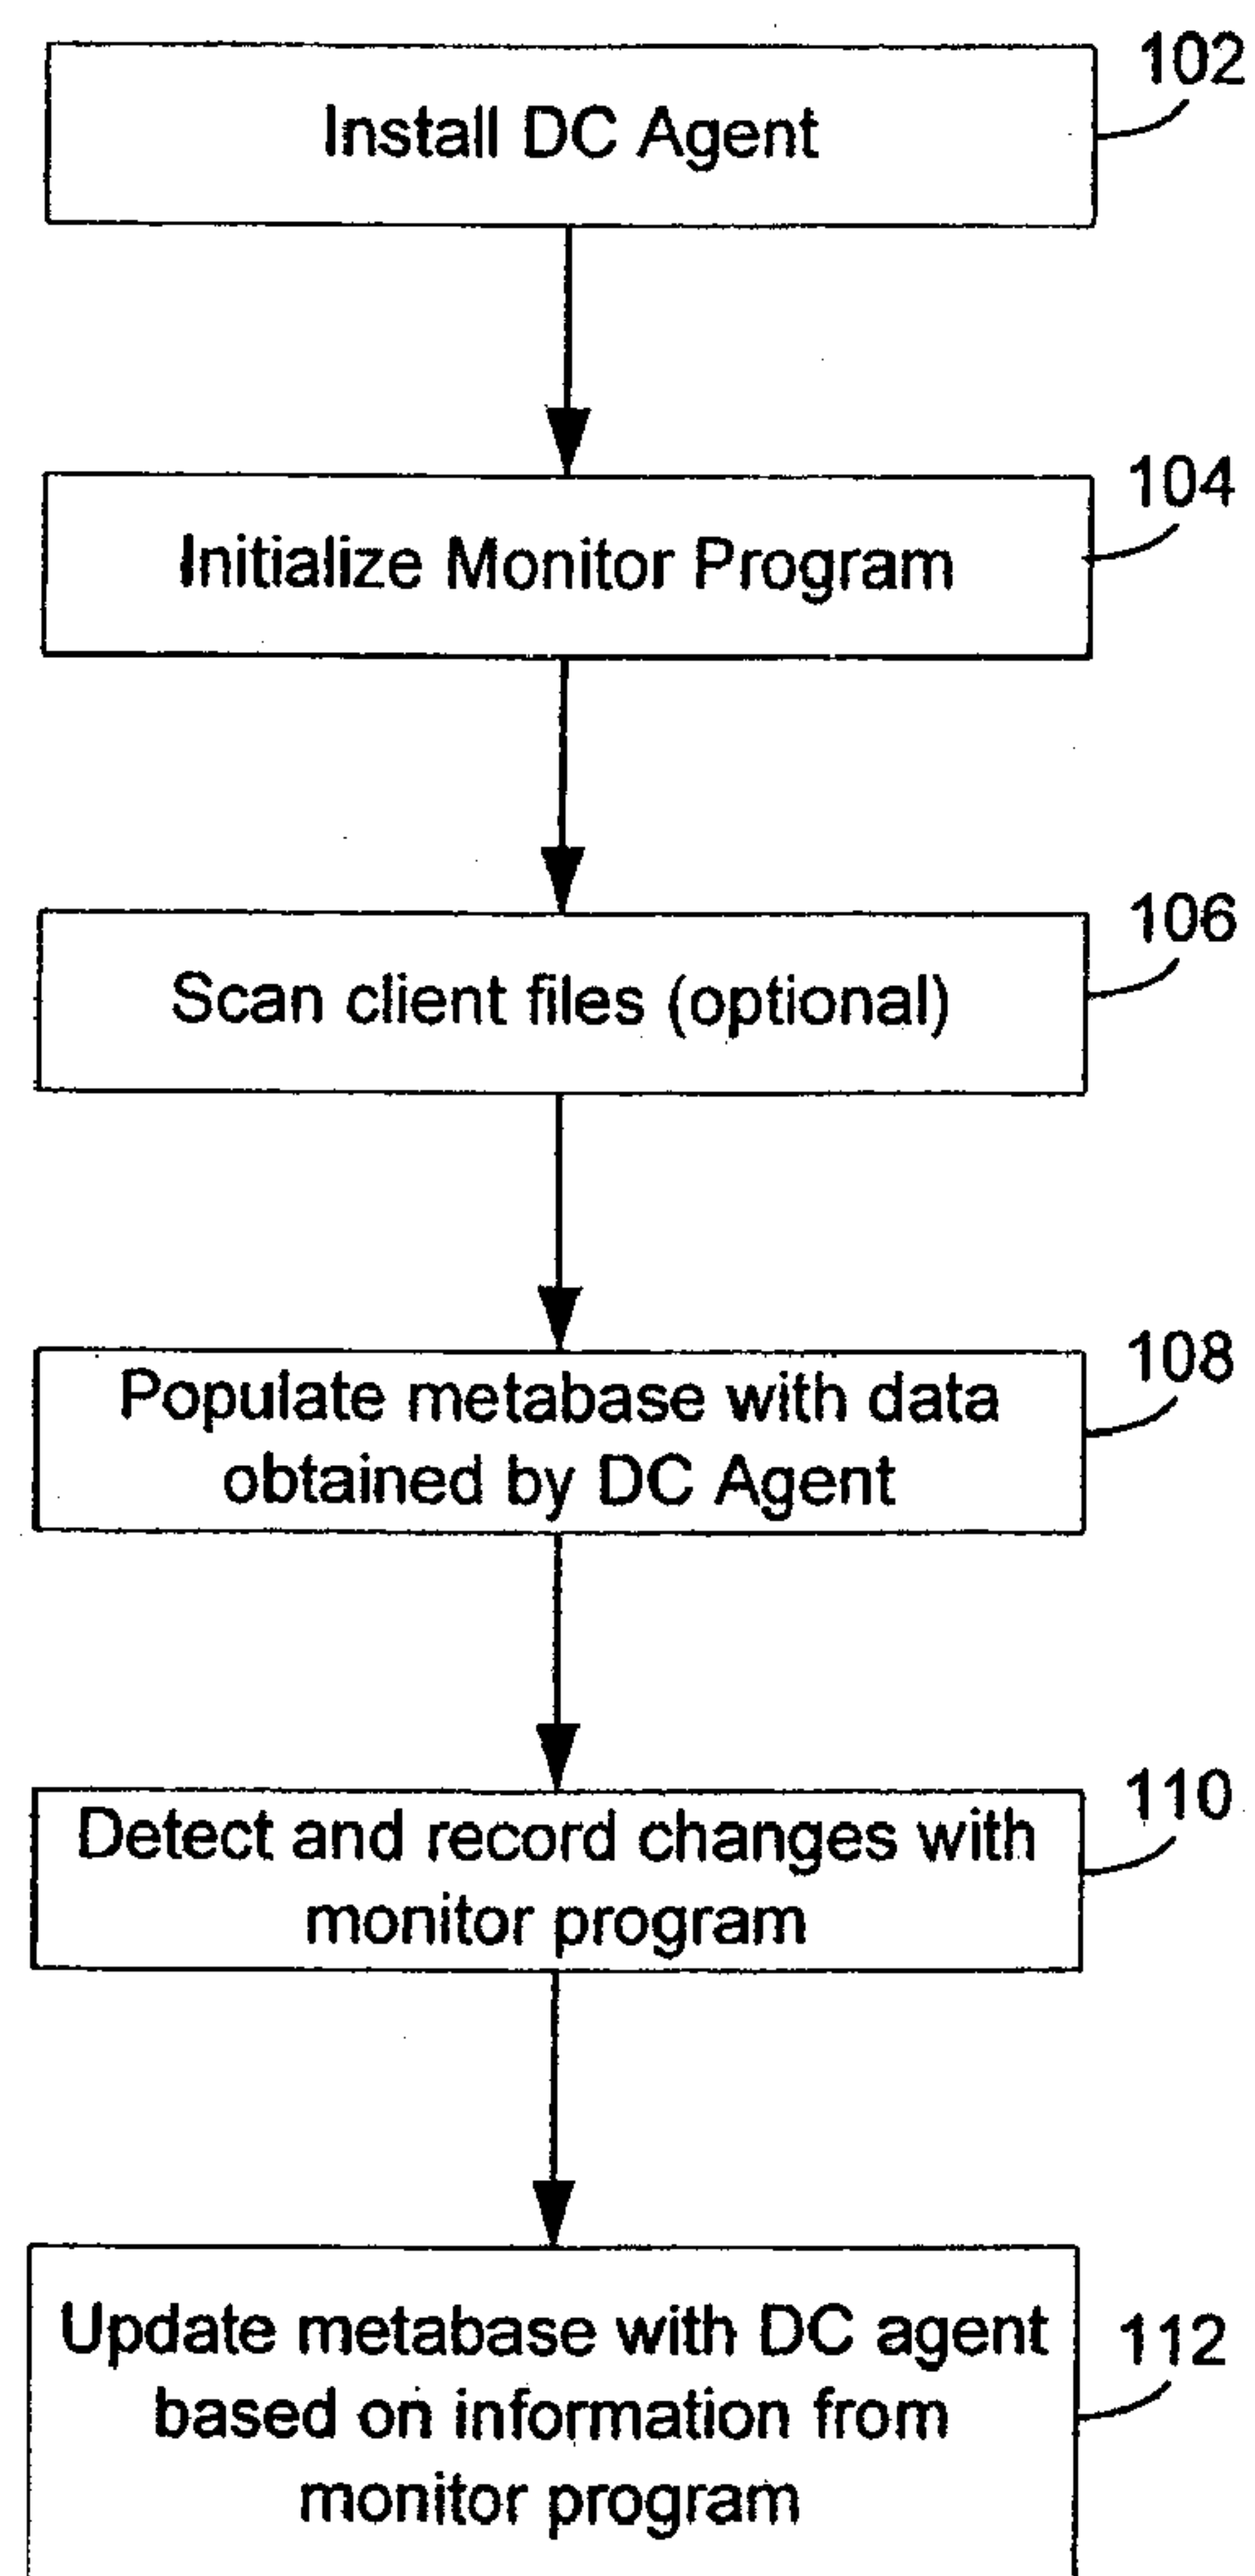 102
Install DC Agent
104
Initialize Monitor Program
106
Scan client files (optional)
108
Populate metabase with data
obtained by DC Agent
110
Detect and record changes with
monitor program
112
Update metabase with DC agent
based on information from
monitor program